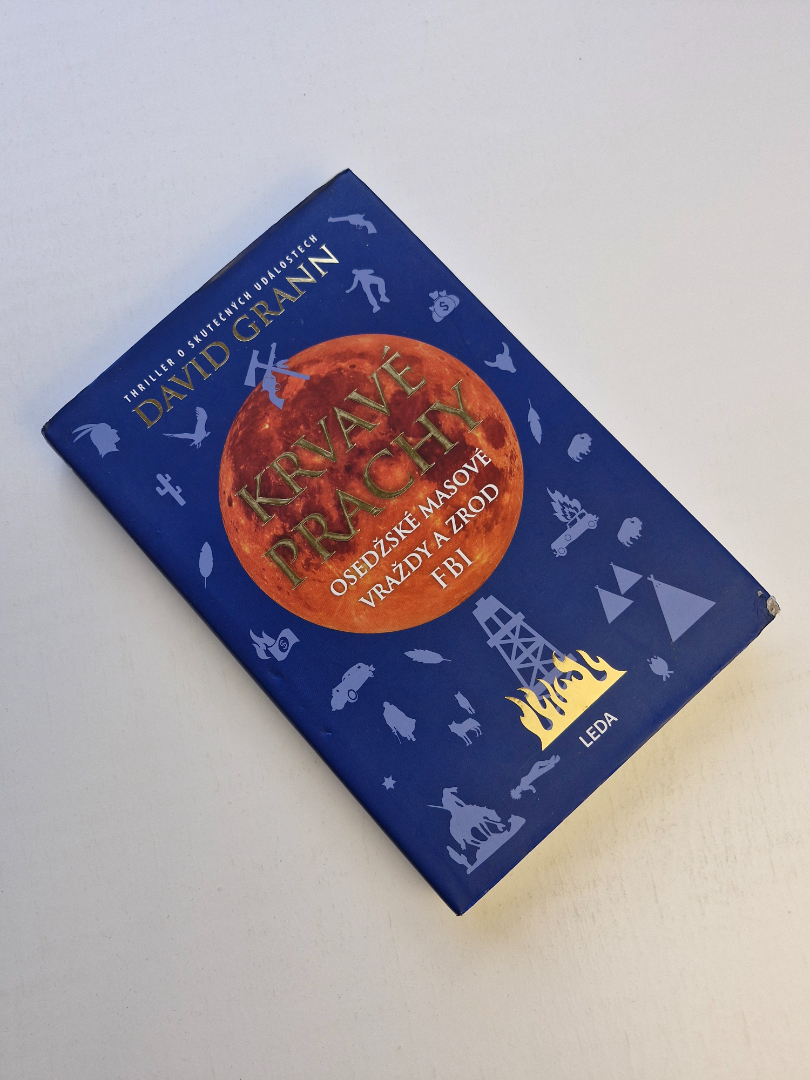 THRILLER O SKUTEČNÝCH UDÁLOSTECH
DAVID GRANN
KRVAVÉ
PRACHY
OSEDŽSKÉ MASOVÉ
VRAŽDY A ZROD
FBI
LEDA